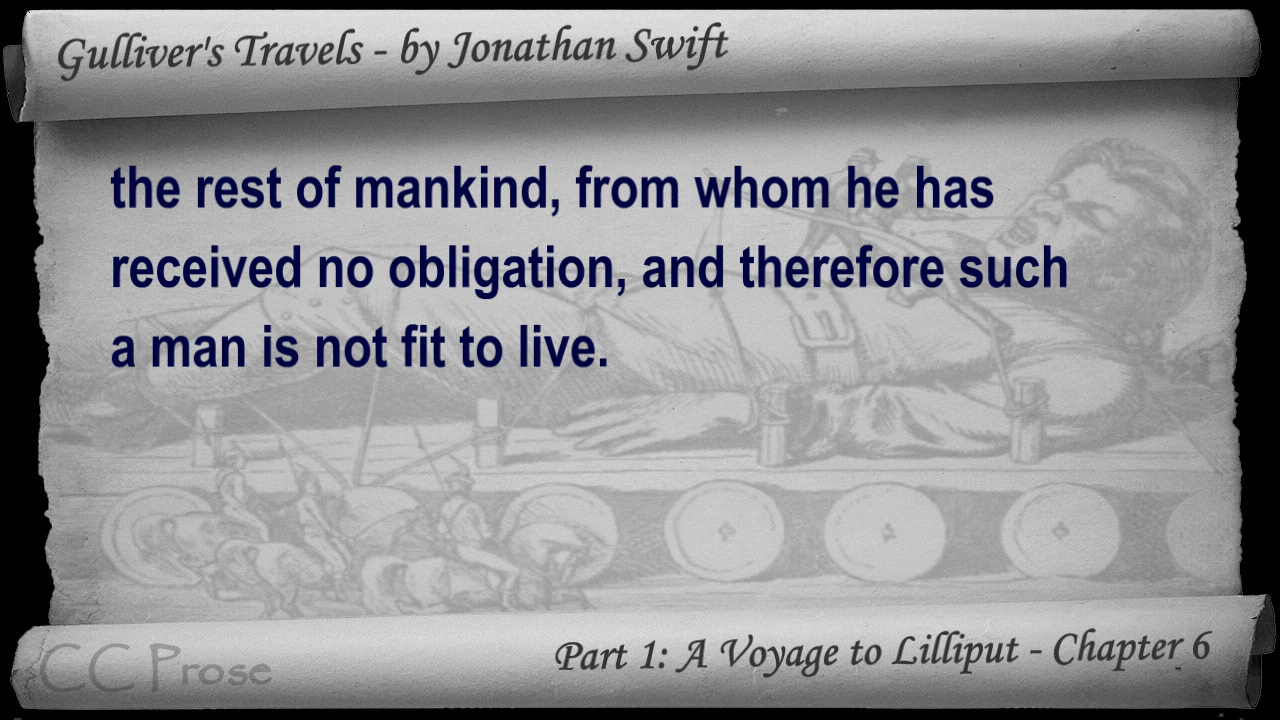 Gulliver's Travels - by Jonathan Swift
the rest of mankind, from whom he has
received no obligation, and therefore such
a man is not fit to live.
CC Prose
Part 1: A Voyage to Lilliput - Chapter 6